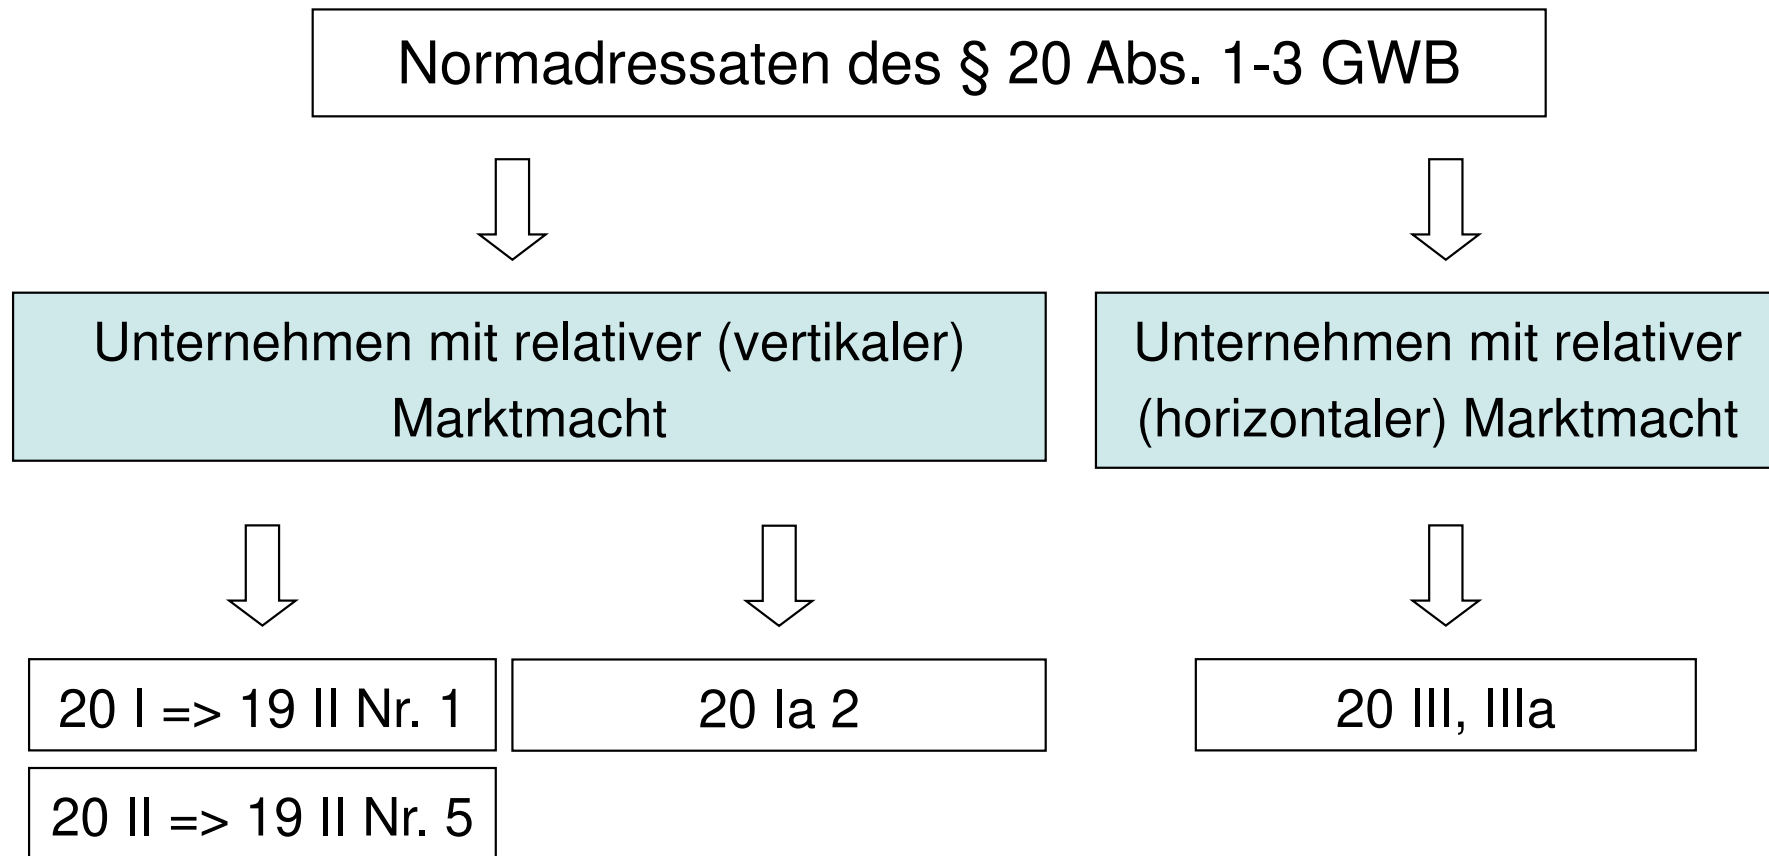 Normadressaten des § 20 Abs. 1-3 GWB
Unternehmen mit relativer (vertikaler)
Marktmacht
Unternehmen mit relativer
(horizontaler) Marktmacht
20 I => 19 II Nr. 1
20 Ia 2
20 III, IIIa
20 II => 19 II Nr. 5